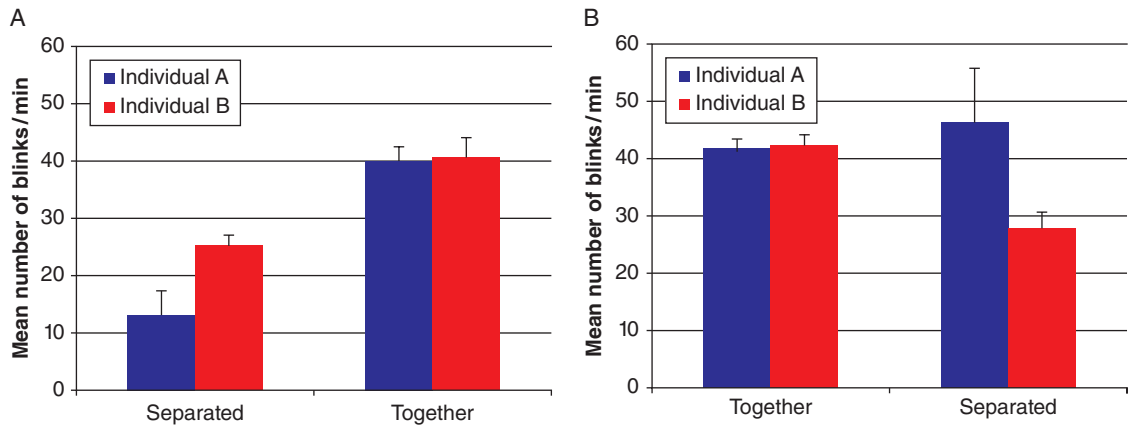 A
Mean number of blinks/min
60
50
40
30
20
10
0
Individual A
Individual B
Separated
Together
B
Mean number of blinks/min
60
50
40
30
20
10
0
Individual A
Individual B
Together
Separated